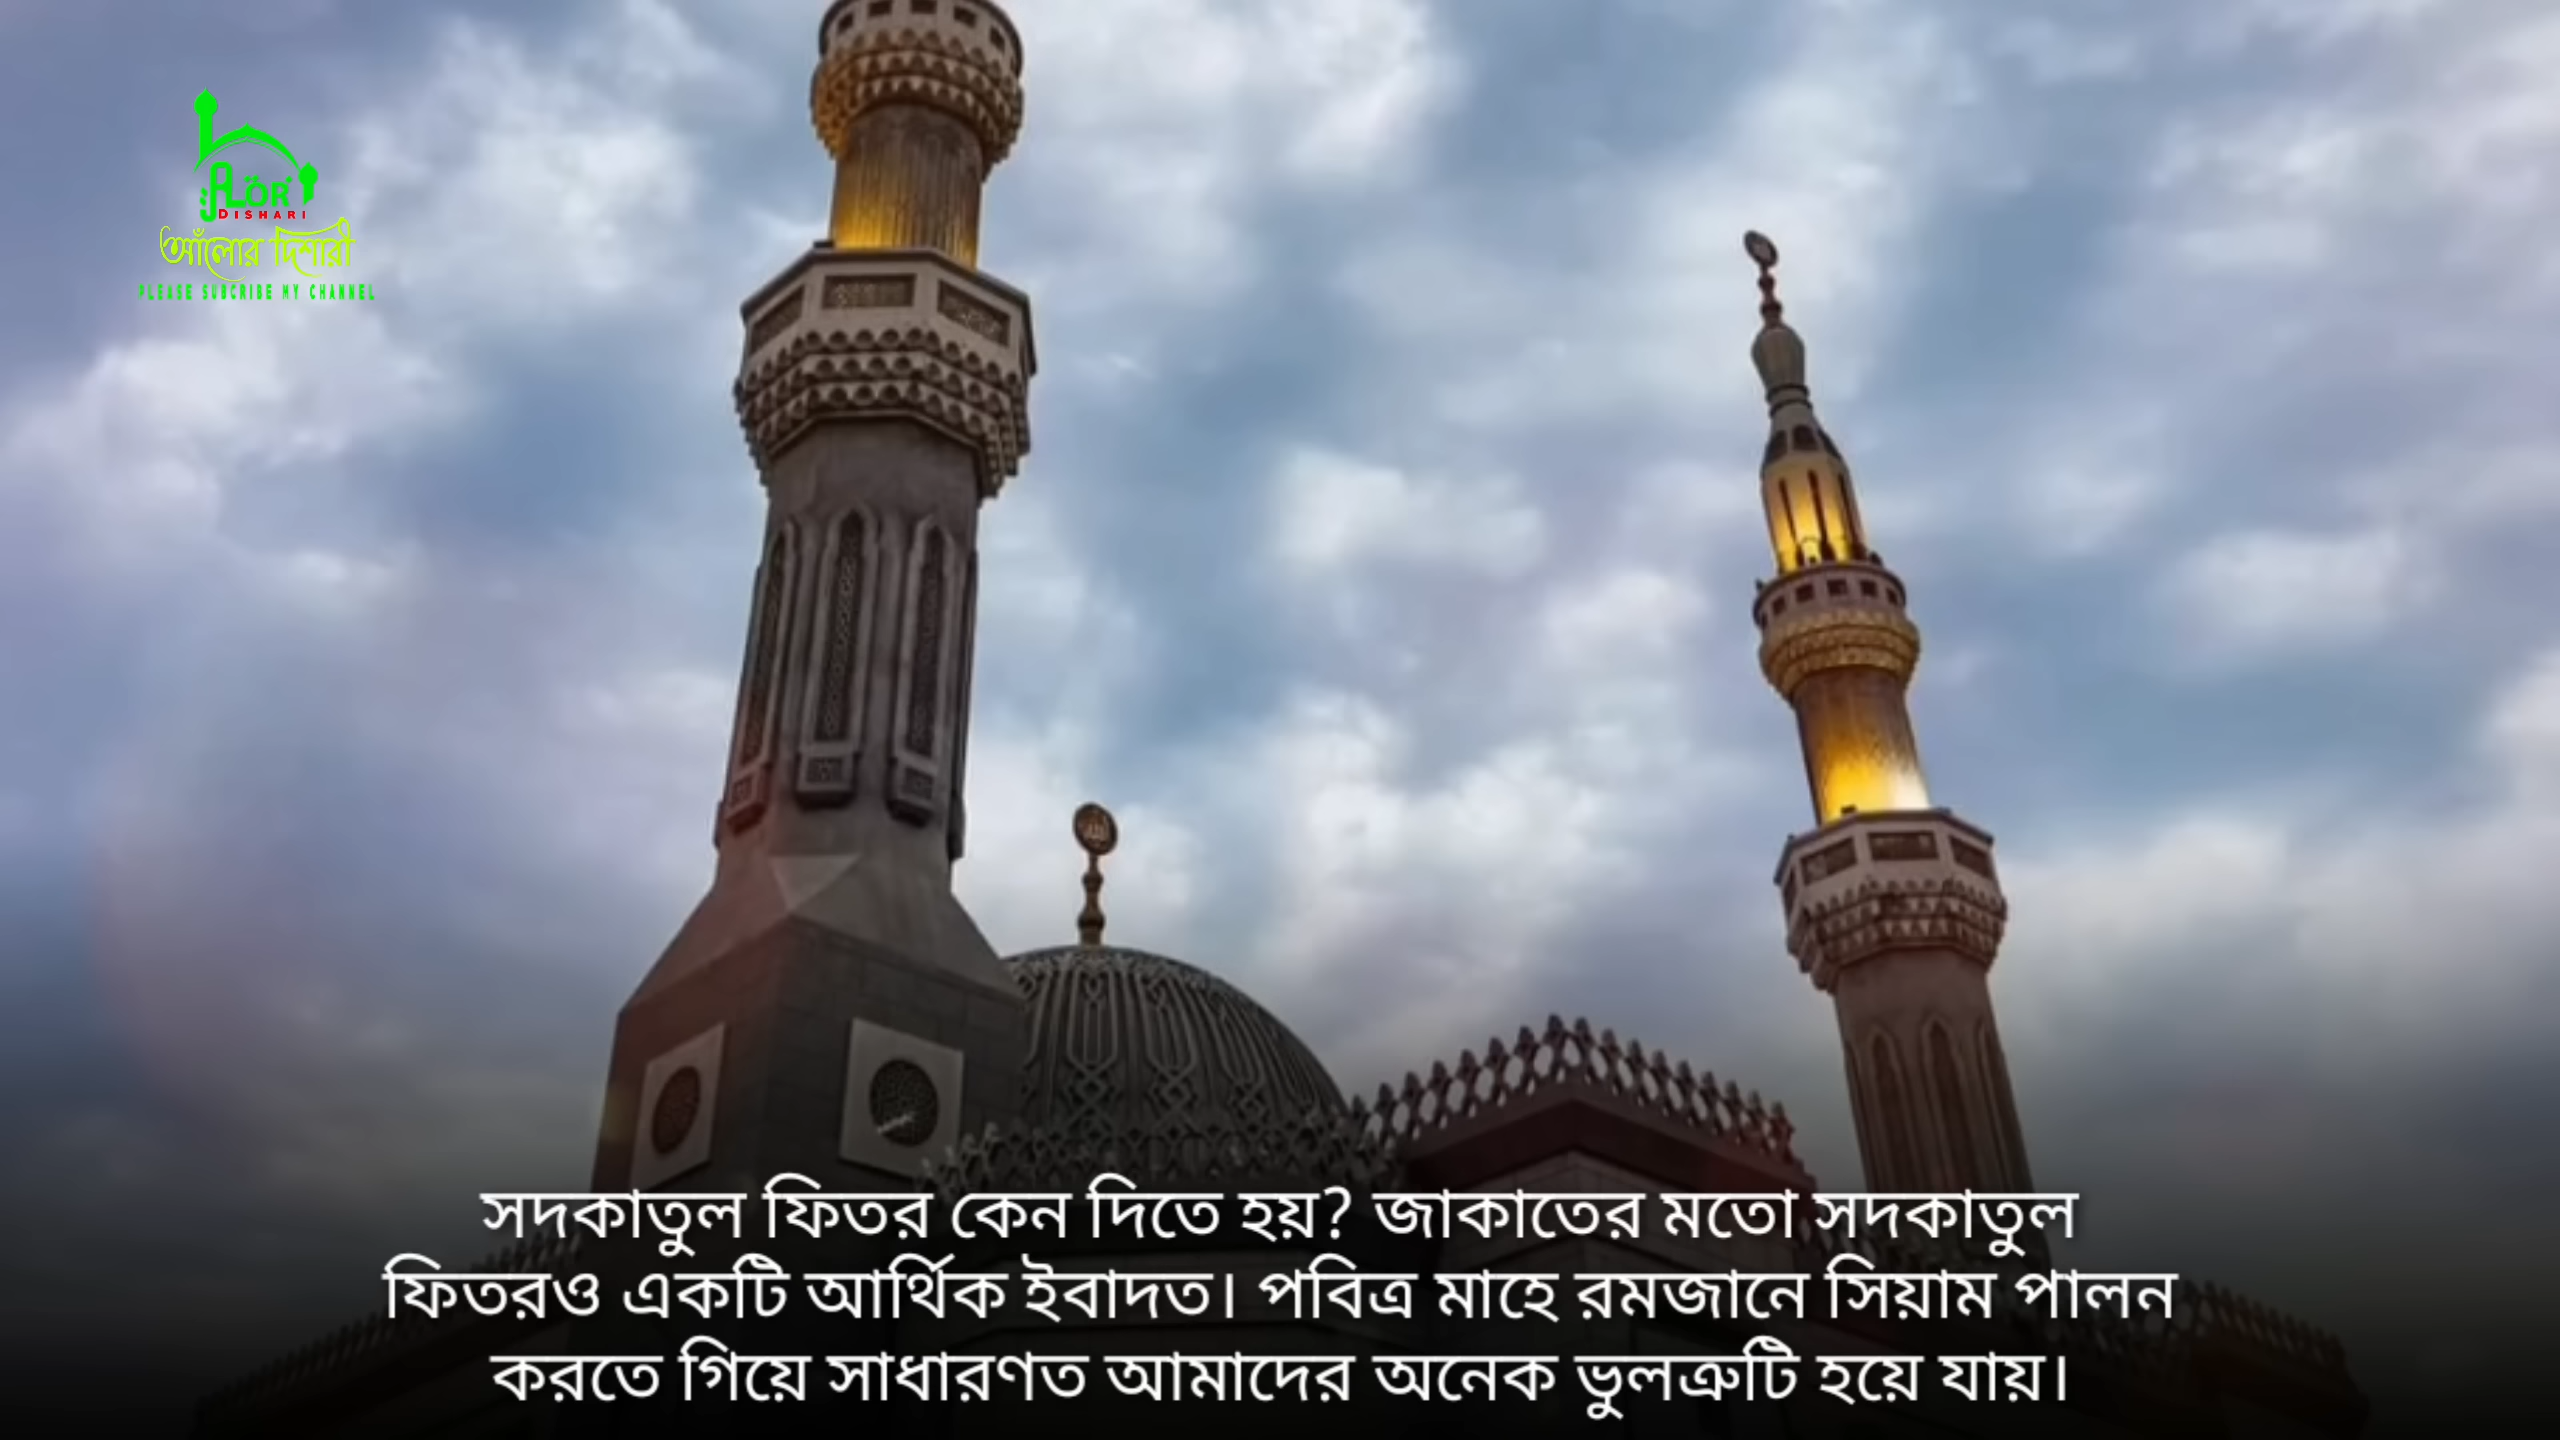 ALOR
DISHARI
আঁলোর দিশারী
PLEASE SUBCRIBE MY CHANNEL
সদকাতুল ফিতর কেন দিতে হয়? জাকাতের মতো সদকাতুল
ফিতরও একটি আর্থিক ইবাদত। পবিত্র মাহে রমজানে সিয়াম পালন
করতে গিয়ে সাধারণত আমাদের অনেক ভুলত্রুটি হয়ে যায়।